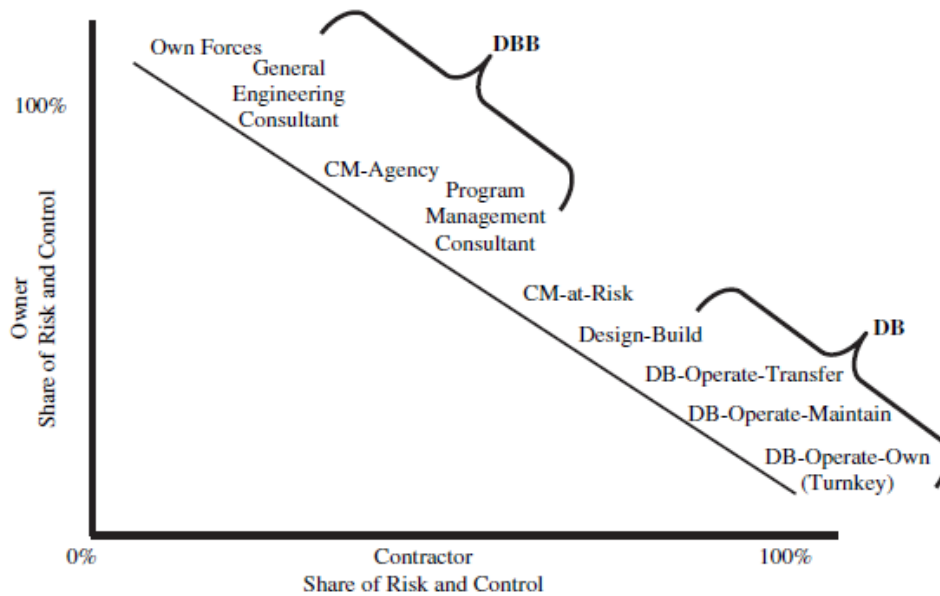 Own Forces
DBB
General
Engineering
Consultant
100%
CM-Agency
Program
Management
Consultant
Owner
Share of Risk and Control
CM-at-Risk
Design-Build
DB
DB-Operate-Transfer
DB-Operate-Maintain
DB-Operate-Own
(Turnkey)
0%
Contractor
100%
Share of Risk and Control